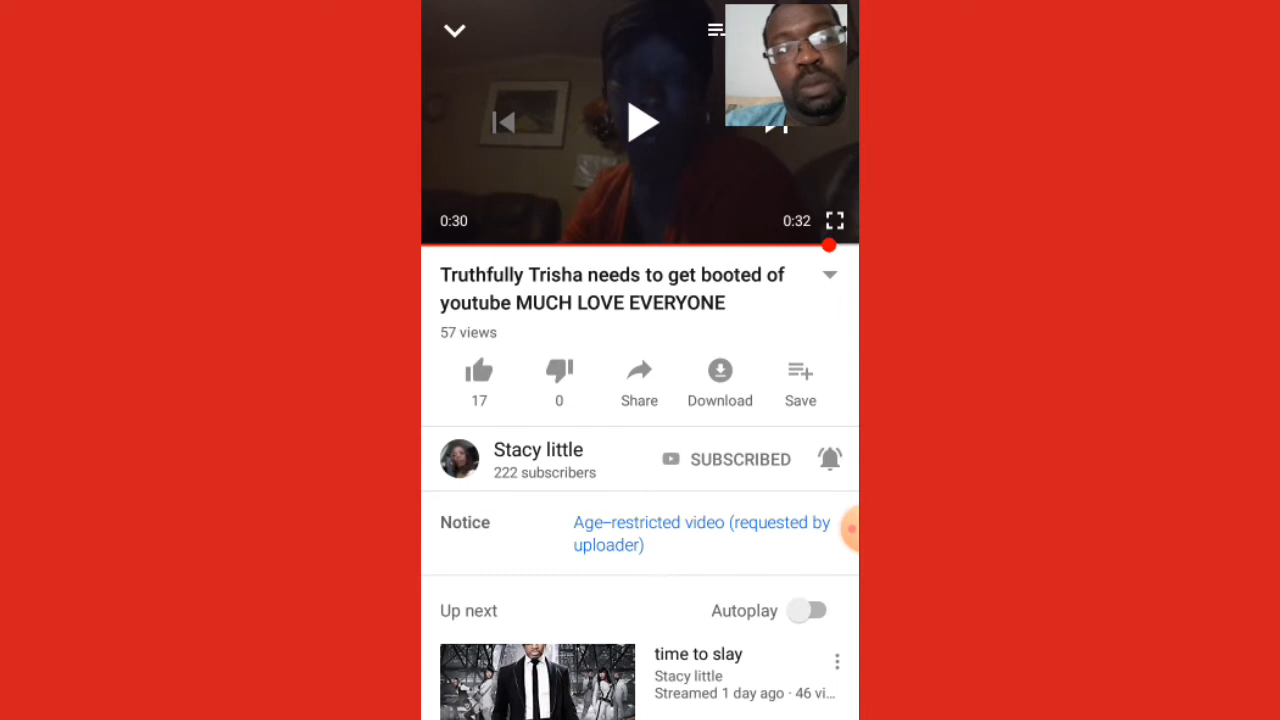 0:30
0:32
Truthfully Trisha needs to get booted of
youtube MUCH LOVE EVERYONE
57 views
17
0
Share
Download
Save
Stacy little
222 subscribers
SUBSCRIBED
Notice
Age–restricted video (requested by
uploader)
Up next
Autoplay
time to slay
Stacy little
Streamed 1 day ago · 46 vi...